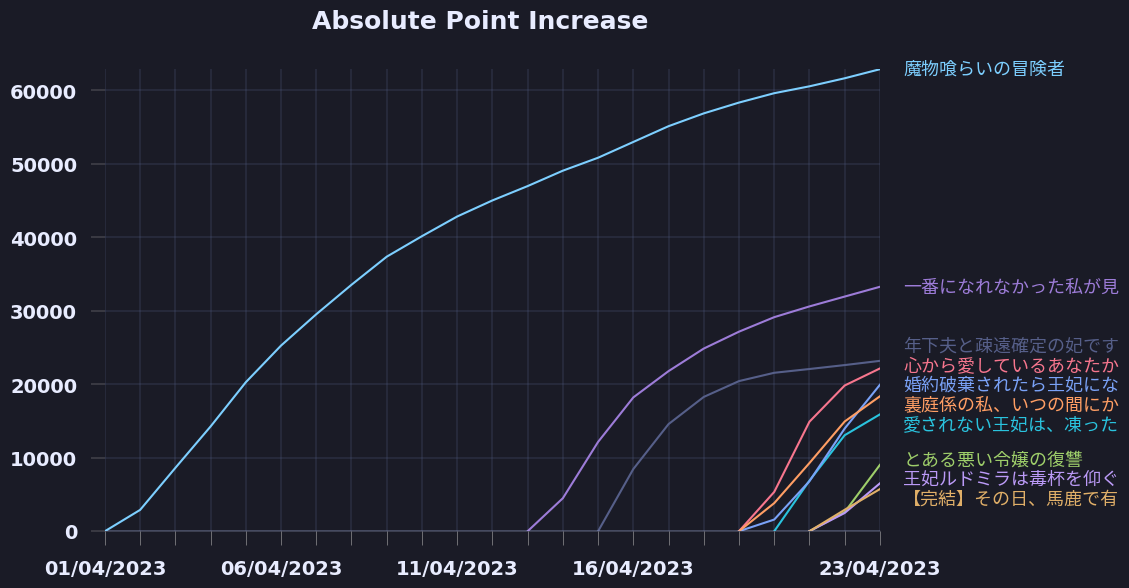 Absolute Point Increase
60000
50000
40000
30000
20000
10000
0
01/04/2023
06/04/2023
11/04/2023
16/04/2023
23/04/2023
魔物喰らいの冒険者
一番になれなかった私が見
年下夫と疎遠確定の妃です
心から愛しているあなたか
婚約破棄されたら王妃にな
裏庭係の私、いつの間にか
愛されない王妃は、凍った
とある悪い令嬢の復讐
王妃ルドミラは毒杯を仰ぐ
【完結】その日、馬鹿で有